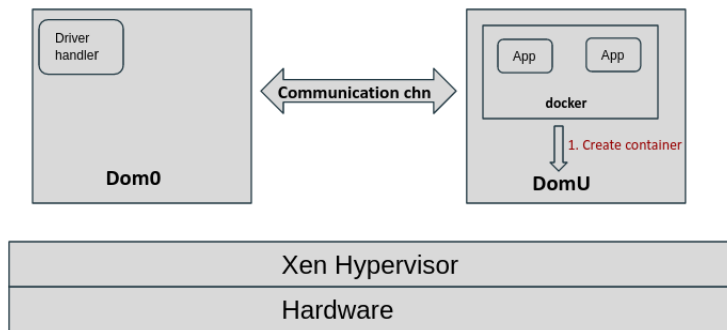 Driver
handler
Dom0
Communication chn
App
App
docker
1. Create container
DomU
Xen Hypervisor
Hardware